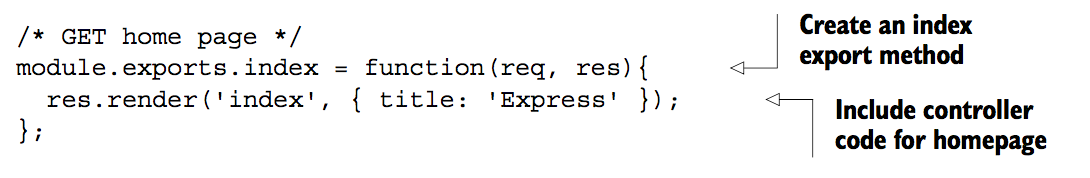 /* GET home page */
module.exports.index = function(req, res){
  res.render('index', { title: 'Express' });
};
Create an index
export method
Include controller
code for homepage